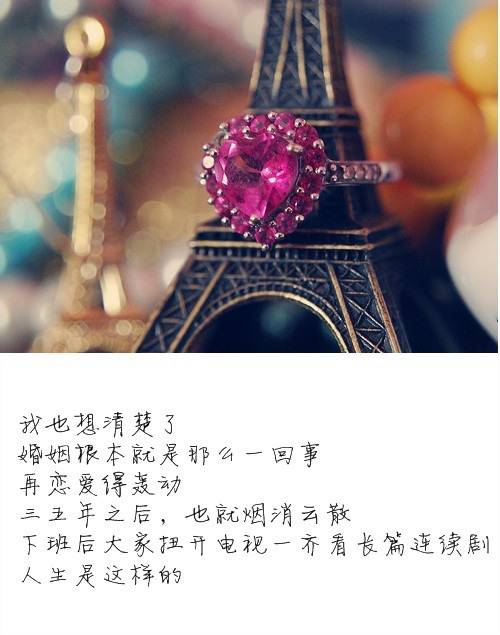 我也想清楚了
婚姻根本就是那么一回事
再恋爱得轰动
三五年之后，也就烟消云散
下班后大家扭开电视一齐看长篇连续剧
人生是这样的